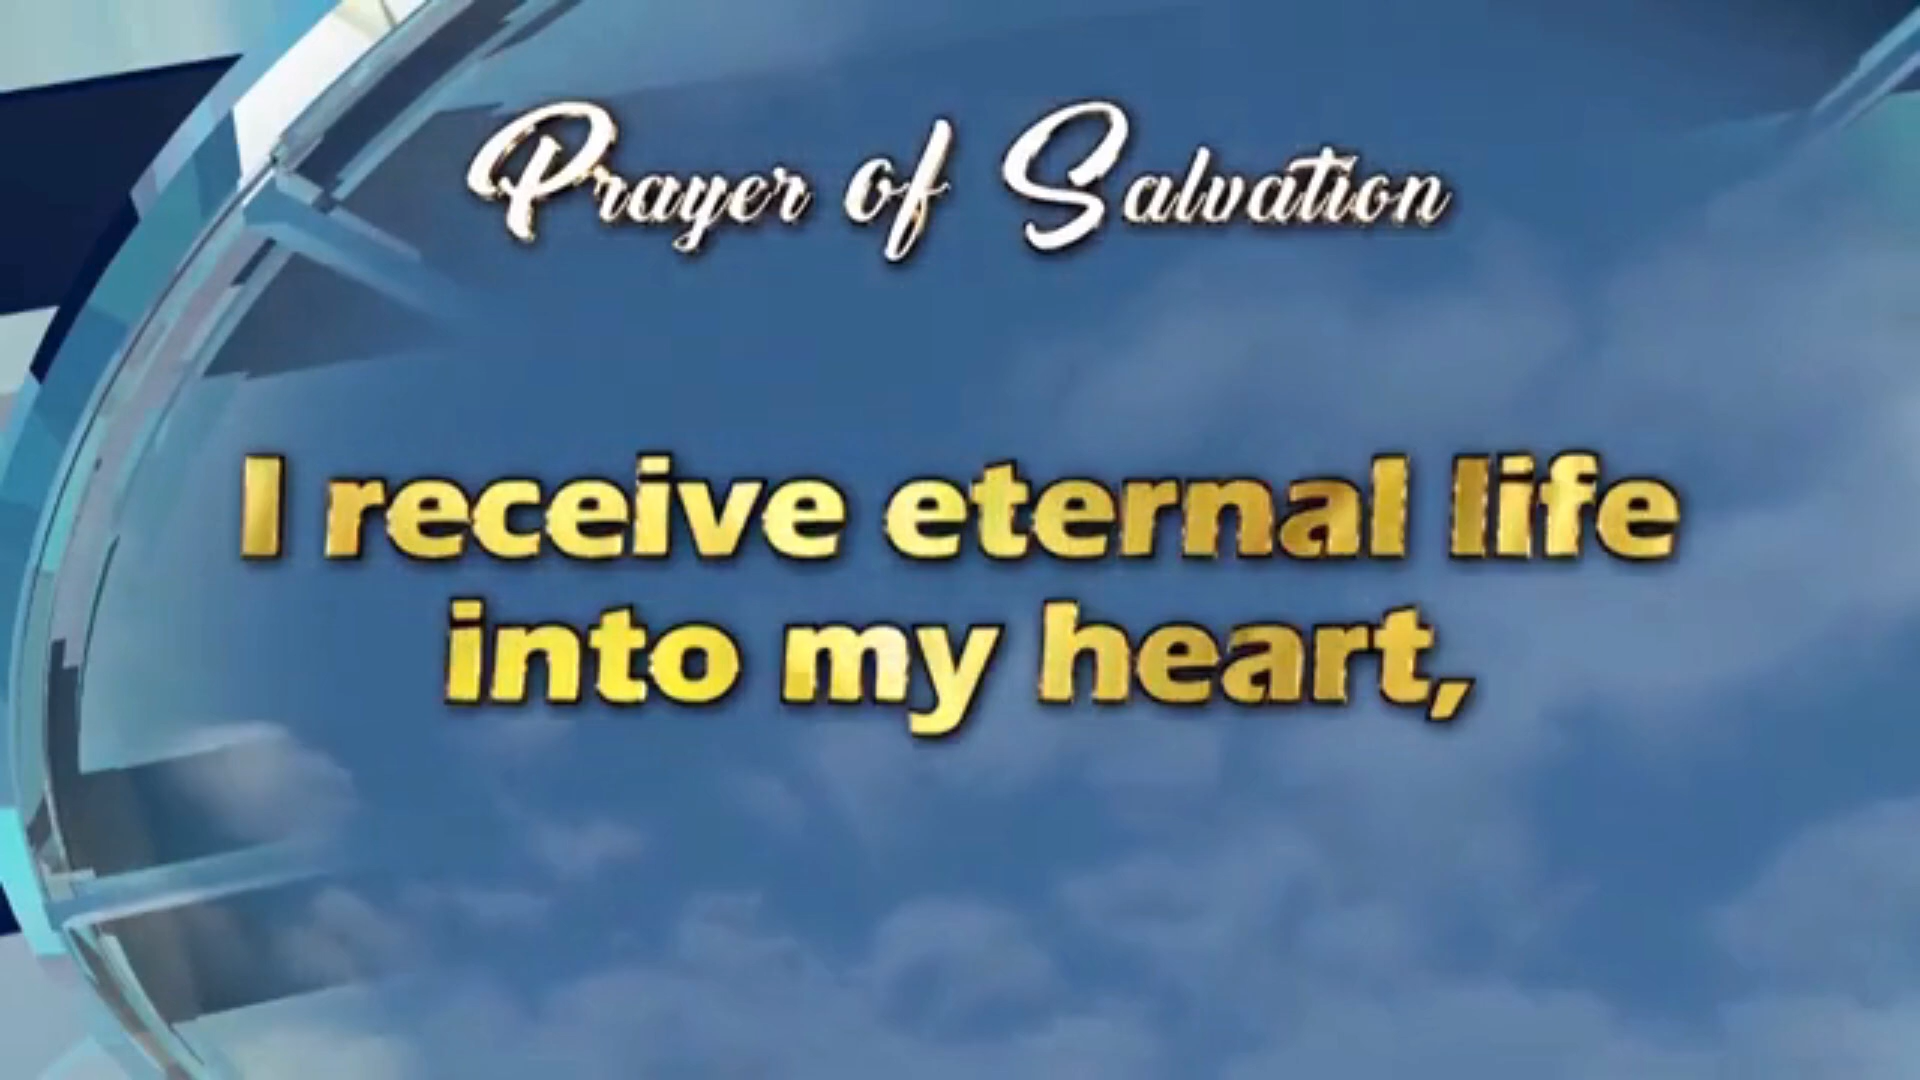 Prayer of Salvation
I receive eternal life
into my heart,